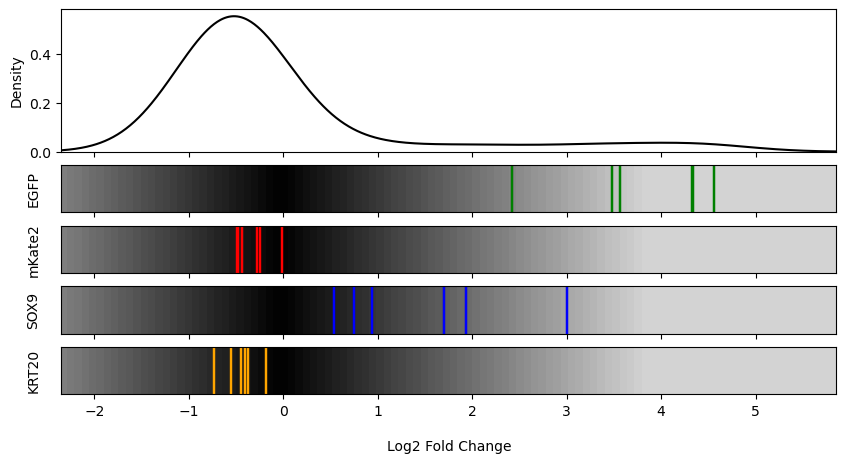 Density
0.4
0.2
0.0
EGFP
mKate2
SOX9
KRT20
−2 −1 0 1 2 3 4 5
Log2 Fold Change